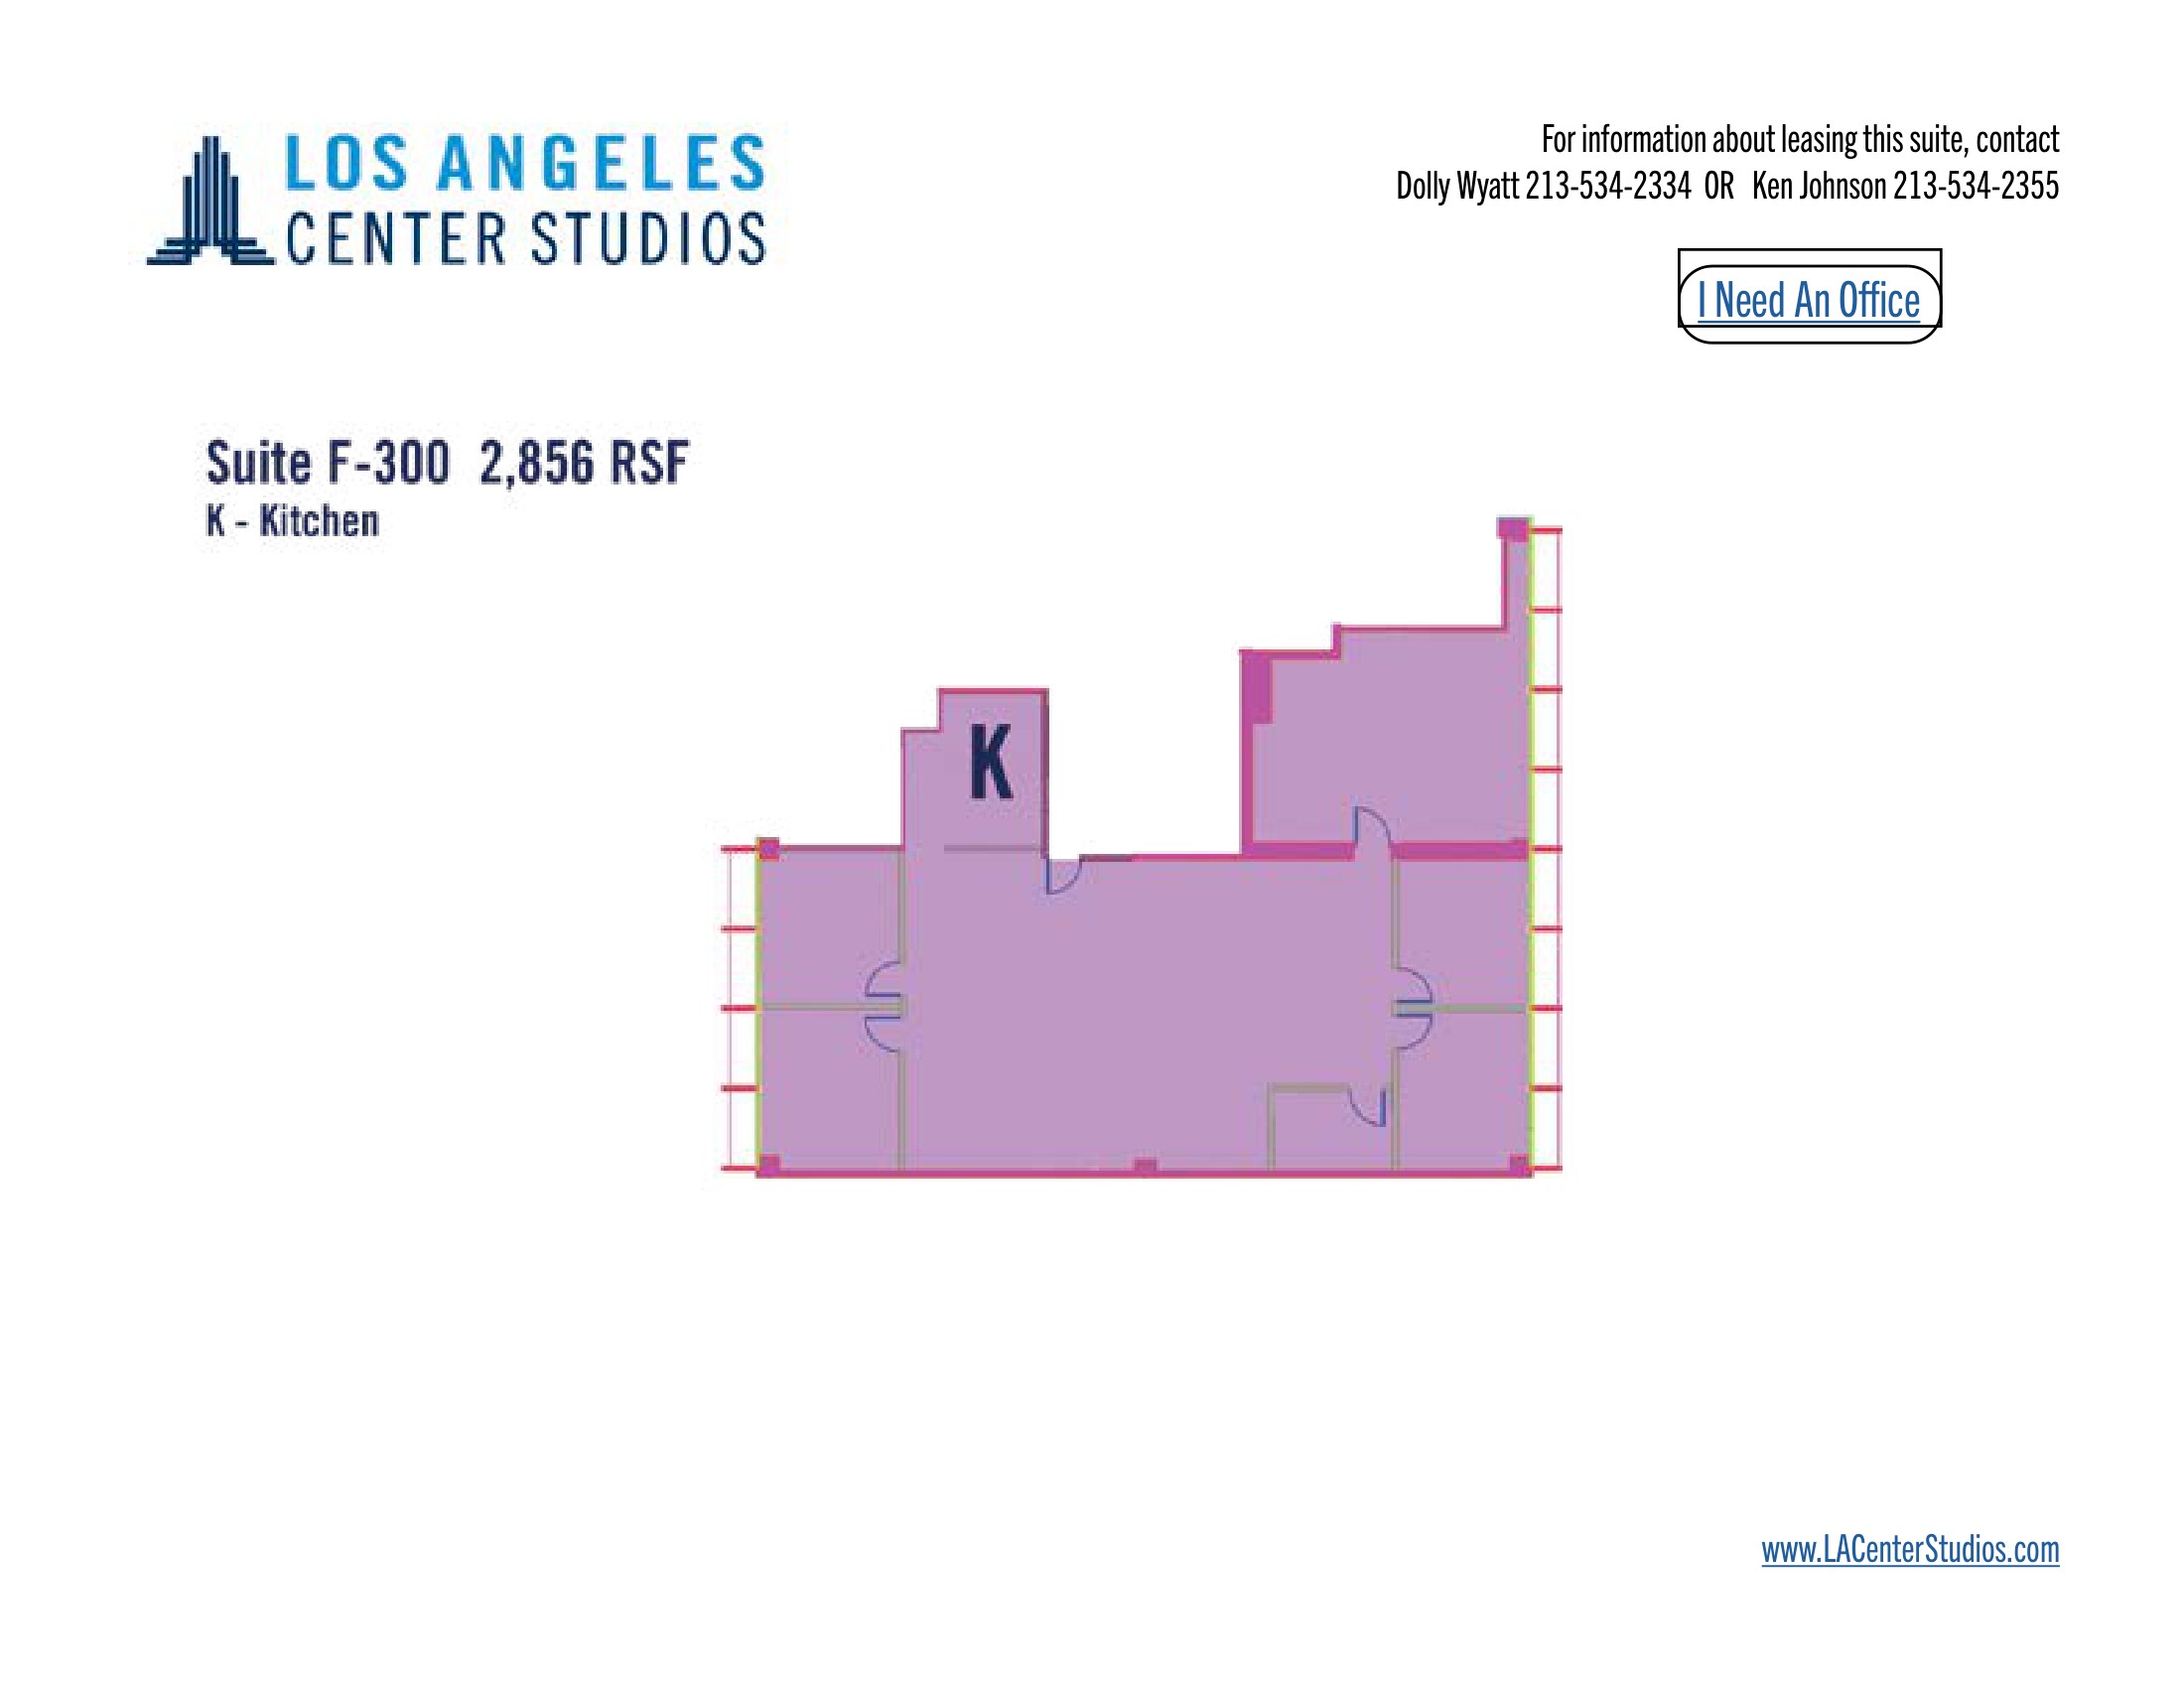 LOS ANGELES
CENTER STUDIOS
For information about leasing this suite, contact
Dolly Wyatt 213-534-2334 OR Ken Johnson 213-534-2355
I Need An Office
Suite F-300 2,856 RSF
K - Kitchen
K
www.LACenterStudios.com